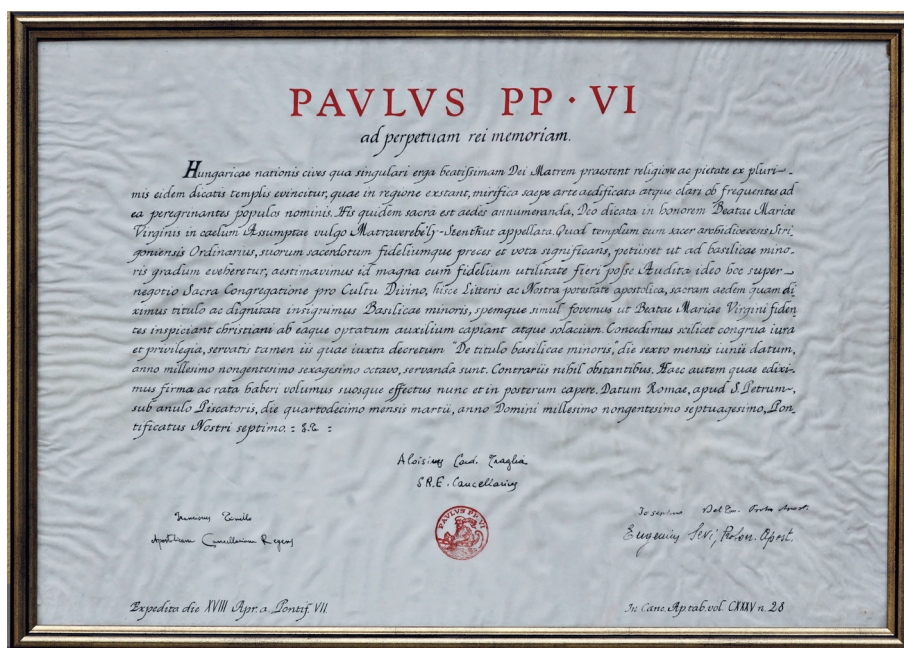 PAVLVS PP · VI
ad perpetuam rei memoriam.
Hungaricae nationis cives qua singulari erga beatissimam Dei Matrem praestent religione ac pietate ex pluri-
mis eidem dicatis templis evincitur, quae in regione exstant, mirifica saepe arte aedificata atque clari ob frequentes ad
ea peregrinantes populos nominis. His quidem sacra est aedes annumeranda, Deo dicata in honorem Beatae Mariae
Virginis in caelum Assumptae vulgo Matraverebély-Szentkut appellata. Quod templum cum sacer archidioecesis Stri-
goniensis Ordinarius, suorum sacerdotum fideliumque preces et vota significans, petiisset ut ad basilicae mino-
ris gradum eveheretur, aestimavimus id magna cum fidelium utilitate fieri posse Audita ideo hoc super
negotio Sacra Congregatione pro Cultu Divino, hisce Litteris ac Nostra potestate apostolica, sacram aedem quam di-
ximus titulo ac dignitate insignimus Basilicae minoris, spemque simul fovemus ut Beatae Mariae Virgini fiden-
tes inspiciant christiani ab eaque optatum auxilium capiant atque solacium. Concedimus scilicet congrua iura
et privilegia, servatis tamen iis quae iuxta decretum "De titulo basilicae minoris," die sexto mensis iunii datum,
anno millesimo nongentesimo sexagesimo octavo, servanda sunt. Contrariis nihil obstantibus. Haec autem quae edixi-
mus firma ac rata haberi volumus suosque effectus nunc et in posterum capere. Datum Romae, apud S. Petrum,
sub anulo Piscatoris, die quartodecimo mensis martii, anno Domini millesimo nongentesimo septuagesimo, Pon-
tificatus Nostri septimo.
Aloisius Card. Traglia
S.R.E. Cancellarius
PAVLVS PP VI
Franciscus Tinello
Apostolicam Cancellariam Regens
Eugenius Sevi, Proton. Apost.
Expedita die XVIII Apr. a. Pontif. VII
In Canc. Ap. tab. vol. CXXXV n. 28